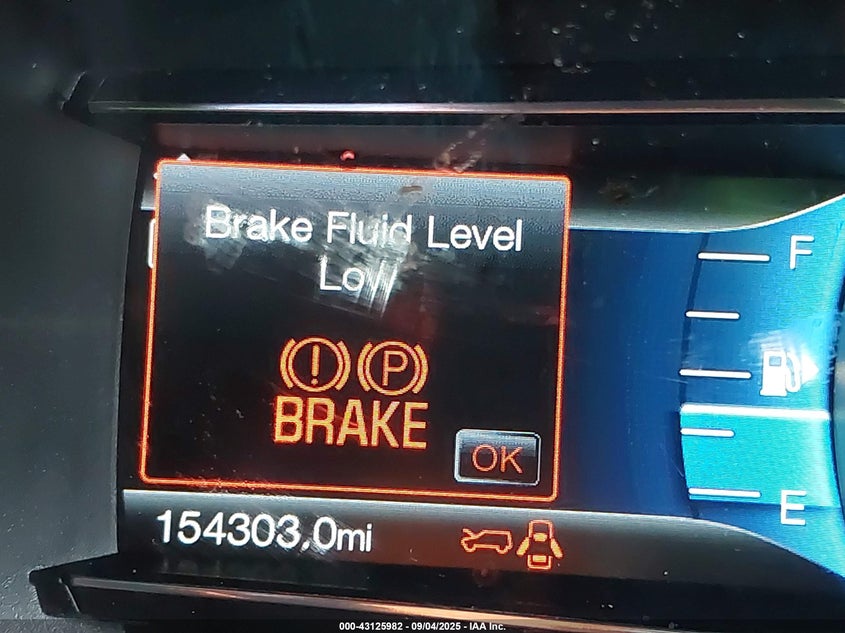 Brake Fluid Level
Low
F
(!) (P)
BRAKE
OK
E
154303.0mi
000-43125982 - 09/04/2025 - IAA Inc.